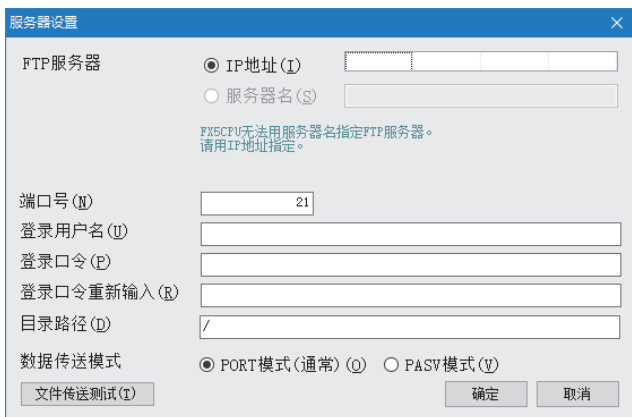 服务器设置
FTP服务器
IP地址(I)
服务器名(S)
FX5CPU无法用服务器名指定FTP服务器。
请用IP地址指定。
端口号(N)
21
登录用户名(U)
登录口令(P)
登录口令重新输入(R)
目录路径(D)
/
数据传送模式
PORT模式(通常)(O)
PASV模式(V)
文件传送测试(T)
确定
取消